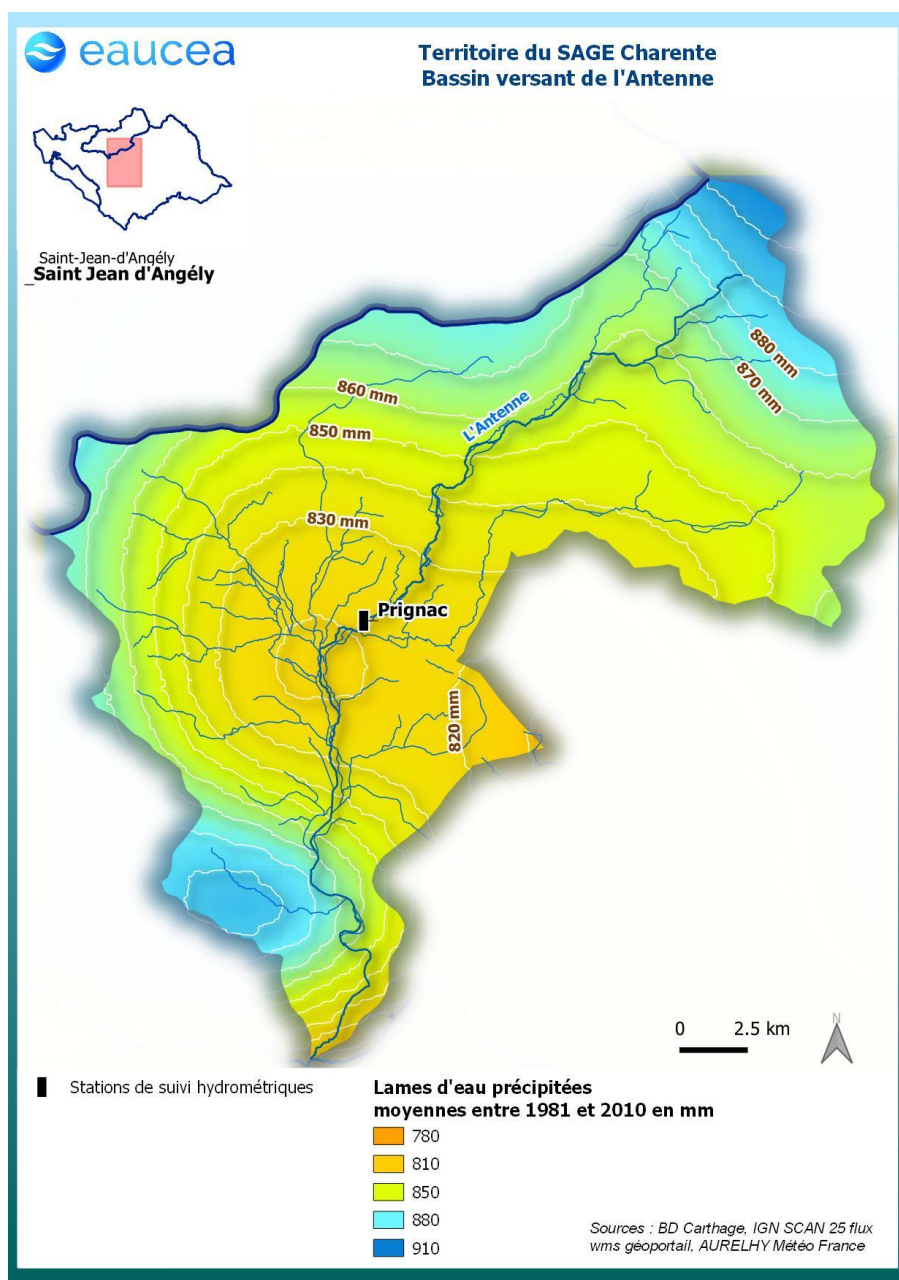 eaucea
Territoire du SAGE Charente
Bassin versant de l'Antenne
Saint-Jean-d'Angély
_Saint Jean d'Angély
880 mm
870 mm
860 mm
L'Antenne
850 mm
830 mm
Prignac
820 mm
0 2.5 km
N
Stations de suivi hydrométriques
Lames d'eau précipitées
moyennes entre 1981 et 2010 en mm
780
810
850
880
910
Sources : BD Carthage, IGN SCAN 25 flux
wms géoportail, AURELHY Météo France